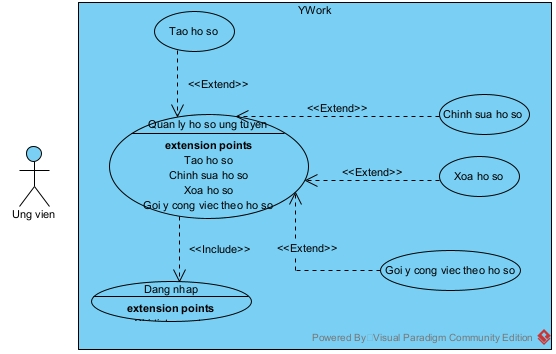 YWork
Tao ho so
<<Extend>>
<<Extend>>
Chinh sua ho so
Quan ly ho so ung tuyen
extension points
Tao ho so
Chinh sua ho so
Xoa ho so
Goi y cong viec theo ho so
<<Extend>>
Xoa ho so
Ung vien
<<Include>>
<<Extend>>
Goi y cong viec theo ho so
Dang nhap
extension points
Powered By Visual Paradigm Community Edition